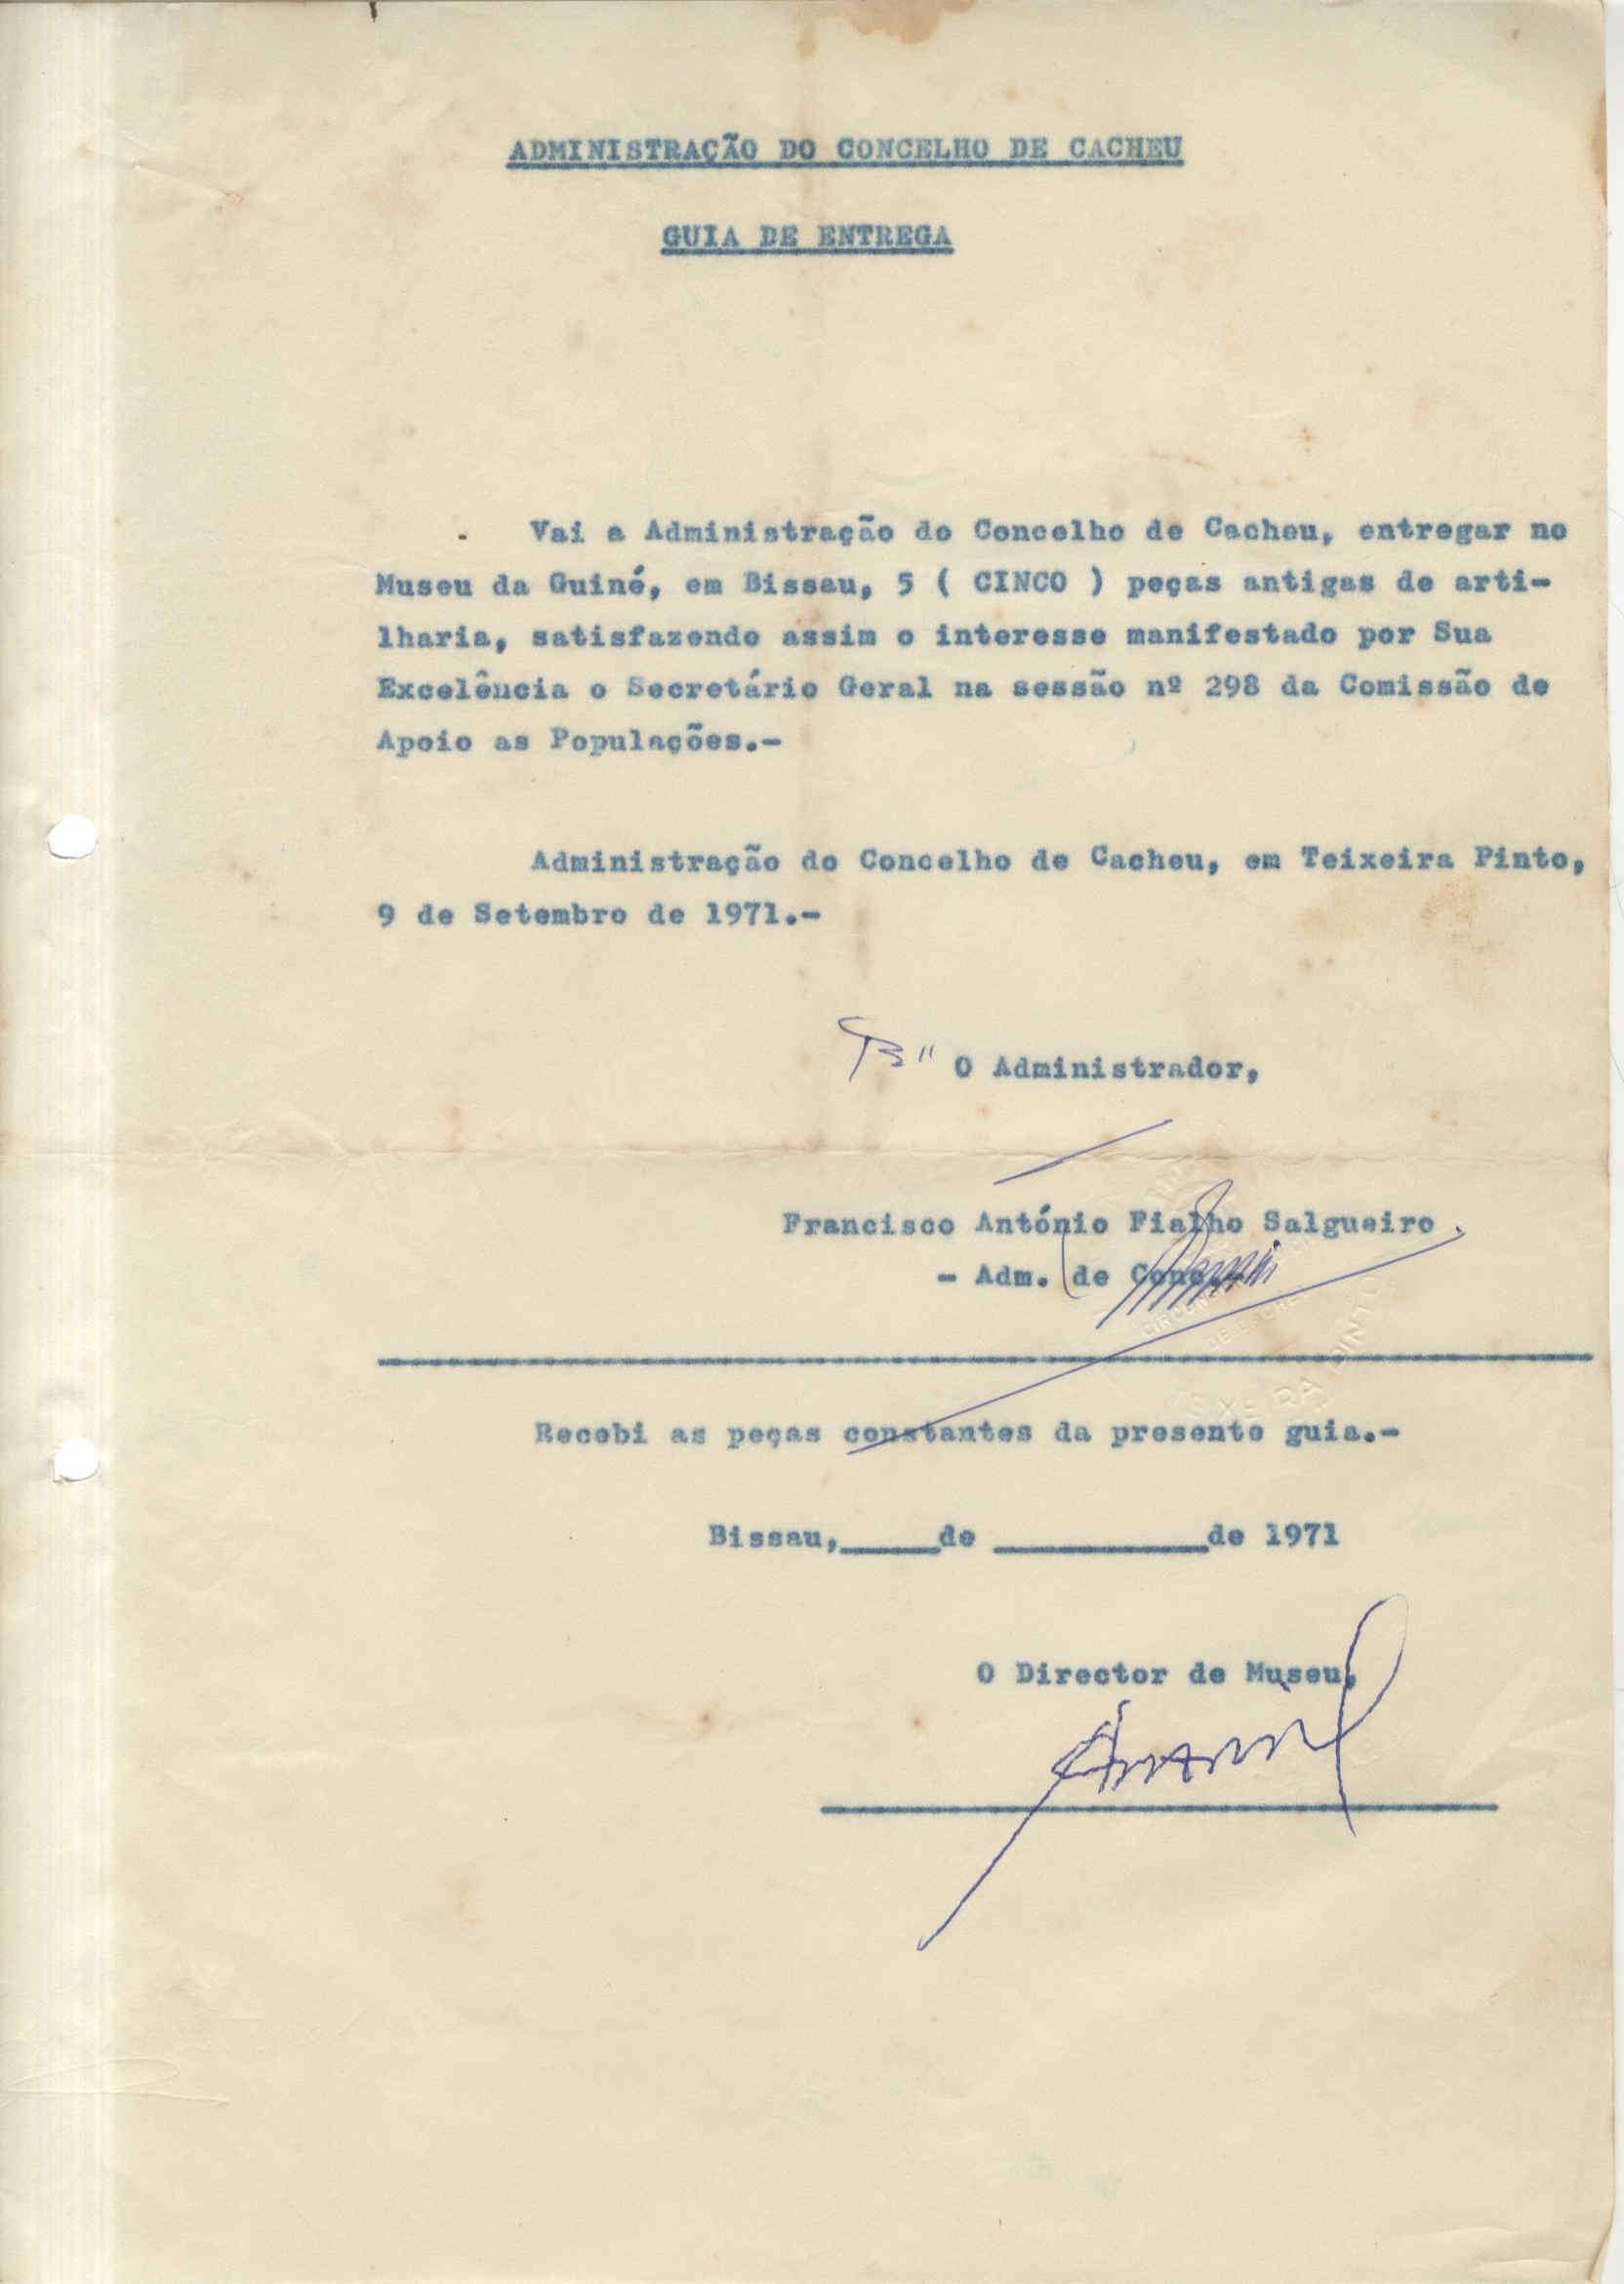 ADMINISTRAÇÃO DO CONCELHO DE CACHEU
GUIA DE ENTREGA
Vai a Administração do Concelho de Cacheu, entregar no
Museu da Guiné, em Bissau, 5 ( CINCO ) peças antigas de arti-
lharia, satisfazendo assim o interesse manifestado por Sua
Excelência o Secretário Geral na sessão nº 298 da Comissão de
Apoio as Populações.-
Administração do Concelho de Cacheu, em Teixeira Pinto,
9 de Setembro de 1971.-
O Administrador,
Francisco António Fialho Salgueiro
- Adm. de Conc.-
Recebi as peças constantes da presente guia.-
Bissau,_____de ___________de 1971
O Director de Museu,